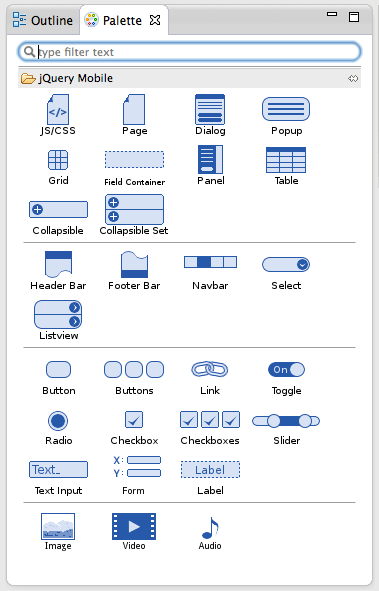 Outline Palette
type filter text
jQuery Mobile
</>
JS/CSS Page Dialog Popup
Grid Field Container Panel Table
Collapsible Collapsible Set
Header Bar Footer Bar Navbar Select
Listview
On
Button Buttons Link Toggle
Radio Checkbox Checkboxes Slider
Text_ X: Y: Label
Text Input Form Label
Image Video Audio